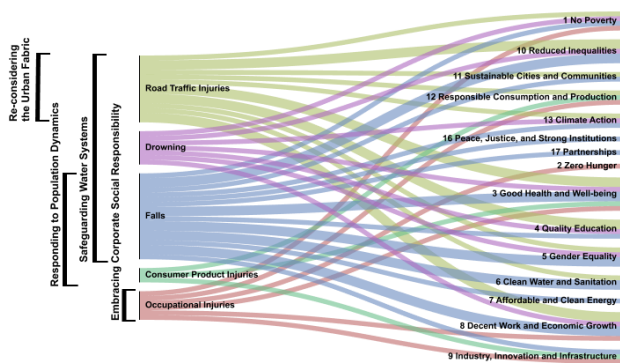 Re-considering
the Urban Fabric
Responding to Population Dynamics
Safeguarding Water Systems
Embracing Corporate Social Responsibility
Road Traffic Injuries
Drowning
Falls
Consumer Product Injuries
Occupational Injuries
1 No Poverty
10 Reduced Inequalities
11 Sustainable Cities and Communities
12 Responsible Consumption and Production
13 Climate Action
16 Peace, Justice, and Strong Institutions
17 Partnerships
2 Zero Hunger
3 Good Health and Well-being
4 Quality Education
5 Gender Equality
6 Clean Water and Sanitation
7 Affordable and Clean Energy
8 Decent Work and Economic Growth
9 Industry, Innovation and Infrastructure